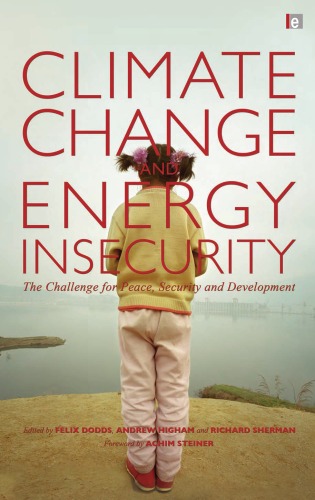 e
CLIMATE
CHANGE
AND
ENERGY
INSECURITY
The Challenge for Peace, Security and Development
Edited by FELIX DODDS, ANDREW HIGHAM and RICHARD SHERMAN
Foreword by ACHIM STEINER